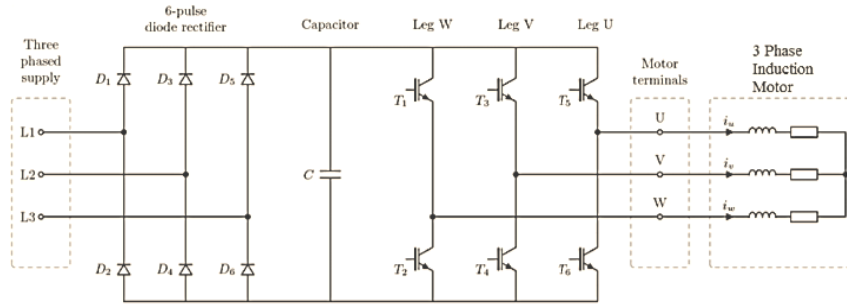 6-pulse
diode rectifier
Capacitor
Leg W
Leg V
Leg U
Three
phased
supply
Motor
terminals
3 Phase
Induction
Motor
D1
D3
D5
T1
T3
T5
L1
U
iu
L2
C
V
iv
L3
W
iw
D2
D4
D6
T2
T4
T6